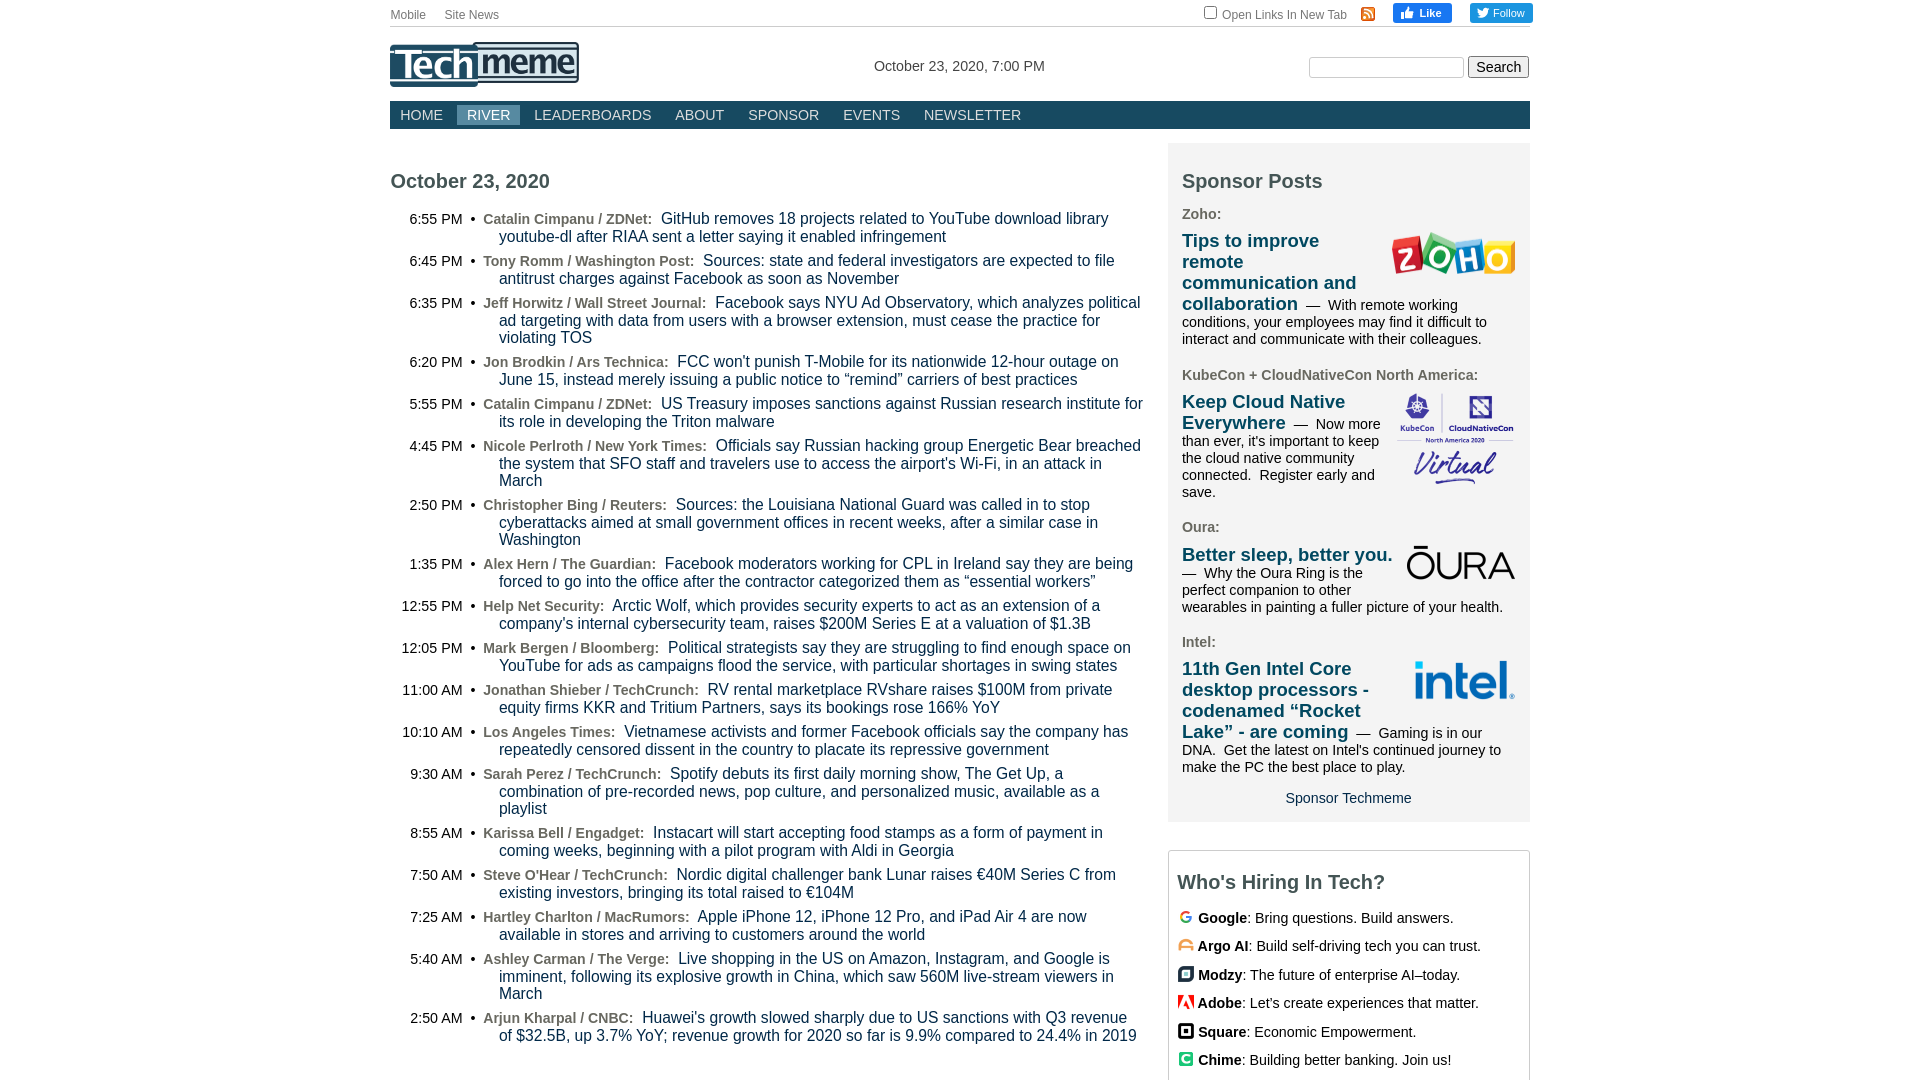 Mobile Site News Open Links In New Tab Like Follow
Techmeme October 23, 2020, 7:00 PM Search
HOME RIVER LEADERBOARDS ABOUT SPONSOR EVENTS NEWSLETTER
October 23, 2020
6:55 PM • Catalin Cimpanu / ZDNet: GitHub removes 18 projects related to YouTube download library
youtube-dl after RIAA sent a letter saying it enabled infringement
6:45 PM • Tony Romm / Washington Post: Sources: state and federal investigators are expected to file
antitrust charges against Facebook as soon as November
6:35 PM • Jeff Horwitz / Wall Street Journal: Facebook says NYU Ad Observatory, which analyzes political
ad targeting with data from users with a browser extension, must cease the practice for
violating TOS
6:20 PM • Jon Brodkin / Ars Technica: FCC won't punish T-Mobile for its nationwide 12-hour outage on
June 15, instead merely issuing a public notice to “remind” carriers of best practices
5:55 PM • Catalin Cimpanu / ZDNet: US Treasury imposes sanctions against Russian research institute for
its role in developing the Triton malware
4:45 PM • Nicole Perlroth / New York Times: Officials say Russian hacking group Energetic Bear breached
the system that SFO staff and travelers use to access the airport's Wi-Fi, in an attack in
March
2:50 PM • Christopher Bing / Reuters: Sources: the Louisiana National Guard was called in to stop
cyberattacks aimed at small government offices in recent weeks, after a similar case in
Washington
1:35 PM • Alex Hern / The Guardian: Facebook moderators working for CPL in Ireland say they are being
forced to go into the office after the contractor categorized them as “essential workers”
12:55 PM • Help Net Security: Arctic Wolf, which provides security experts to act as an extension of a
company's internal cybersecurity team, raises $200M Series E at a valuation of $1.3B
12:05 PM • Mark Bergen / Bloomberg: Political strategists say they are struggling to find enough space on
YouTube for ads as campaigns flood the service, with particular shortages in swing states
11:00 AM • Jonathan Shieber / TechCrunch: RV rental marketplace RVshare raises $100M from private
equity firms KKR and Tritium Partners, says its bookings rose 166% YoY
10:10 AM • Los Angeles Times: Vietnamese activists and former Facebook officials say the company has
repeatedly censored dissent in the country to placate its repressive government
9:30 AM • Sarah Perez / TechCrunch: Spotify debuts its first daily morning show, The Get Up, a
combination of pre-recorded news, pop culture, and personalized music, available as a
playlist
8:55 AM • Karissa Bell / Engadget: Instacart will start accepting food stamps as a form of payment in
coming weeks, beginning with a pilot program with Aldi in Georgia
7:50 AM • Steve O'Hear / TechCrunch: Nordic digital challenger bank Lunar raises €40M Series C from
existing investors, bringing its total raised to €104M
7:25 AM • Hartley Charlton / MacRumors: Apple iPhone 12, iPhone 12 Pro, and iPad Air 4 are now
available in stores and arriving to customers around the world
5:40 AM • Ashley Carman / The Verge: Live shopping in the US on Amazon, Instagram, and Google is
imminent, following its explosive growth in China, which saw 560M live-stream viewers in
March
2:50 AM • Arjun Kharpal / CNBC: Huawei's growth slowed sharply due to US sanctions with Q3 revenue
of $32.5B, up 3.7% YoY; revenue growth for 2020 so far is 9.9% compared to 24.4% in 2019
Sponsor Posts
Zoho:
Tips to improve
remote
communication and
collaboration — With remote working
conditions, your employees may find it difficult to
interact and communicate with their colleagues.
ZOHO
KubeCon + CloudNativeCon North America:
Keep Cloud Native
Everywhere — Now more
than ever, it's important to keep
the cloud native community
connected. Register early and
save.
KubeCon CloudNativeCon
North America 2020
Virtual
Oura:
Better sleep, better you.
— Why the Oura Ring is the
perfect companion to other
wearables in painting a fuller picture of your health.
ŌURA
Intel:
11th Gen Intel Core
desktop processors -
codenamed “Rocket
Lake” - are coming — Gaming is in our
DNA. Get the latest on Intel's continued journey to
make the PC the best place to play.
intel®
Sponsor Techmeme
Who's Hiring In Tech?
Google: Bring questions. Build answers.
Argo AI: Build self-driving tech you can trust.
Modzy: The future of enterprise AI–today.
Adobe: Let’s create experiences that matter.
Square: Economic Empowerment.
Chime: Building better banking. Join us!